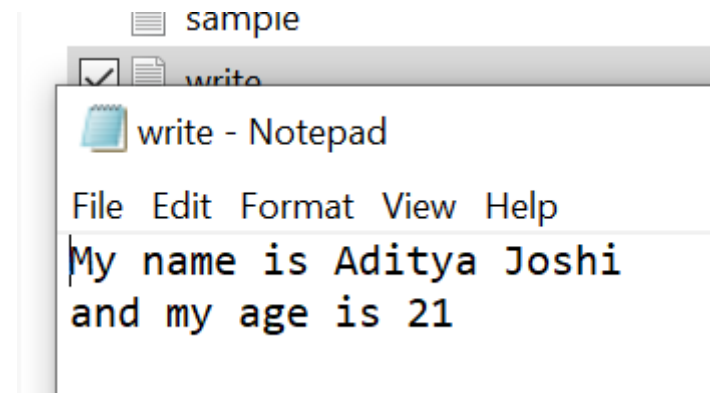 sample
write
write - Notepad
File Edit Format View Help
My name is Aditya Joshi
and my age is 21